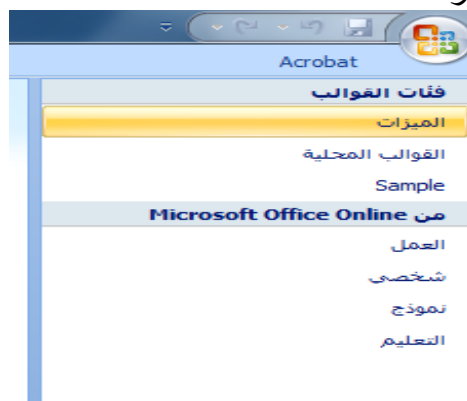 Acrobat
فئات القوالب
الميزات
القوالب المحلية
Sample
من Microsoft Office Online
العمل
شخصي
نموذج
التعليم